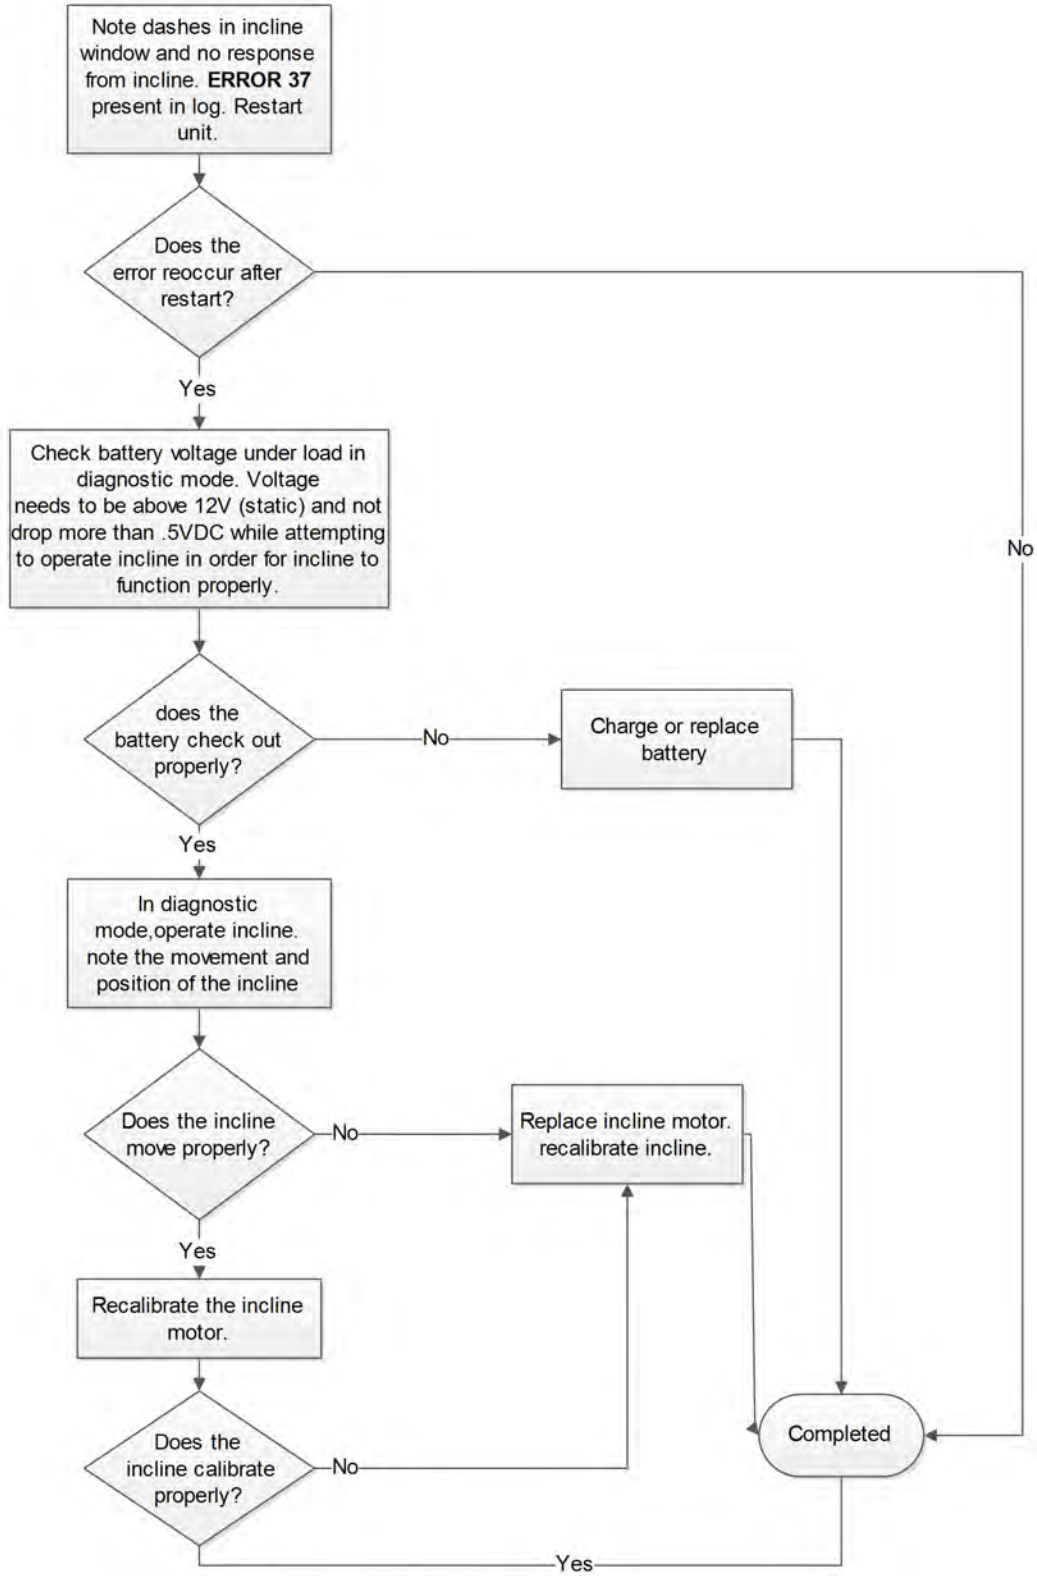 Note dashes in incline
window and no response
from incline. ERROR 37
present in log. Restart
unit.
Does the
error reoccur after
restart?
Yes
No
Check battery voltage under load in
diagnostic mode. Voltage
needs to be above 12V (static) and not
drop more than .5VDC while attempting
to operate incline in order for incline to
function properly.
does the
battery check out
properly?
No
Charge or replace
battery
Yes
In diagnostic
mode,operate incline.
note the movement and
position of the incline
Does the incline
move properly?
No
Replace incline motor.
recalibrate incline.
Yes
Recalibrate the incline
motor.
Does the
incline calibrate
properly?
No
Completed
Yes